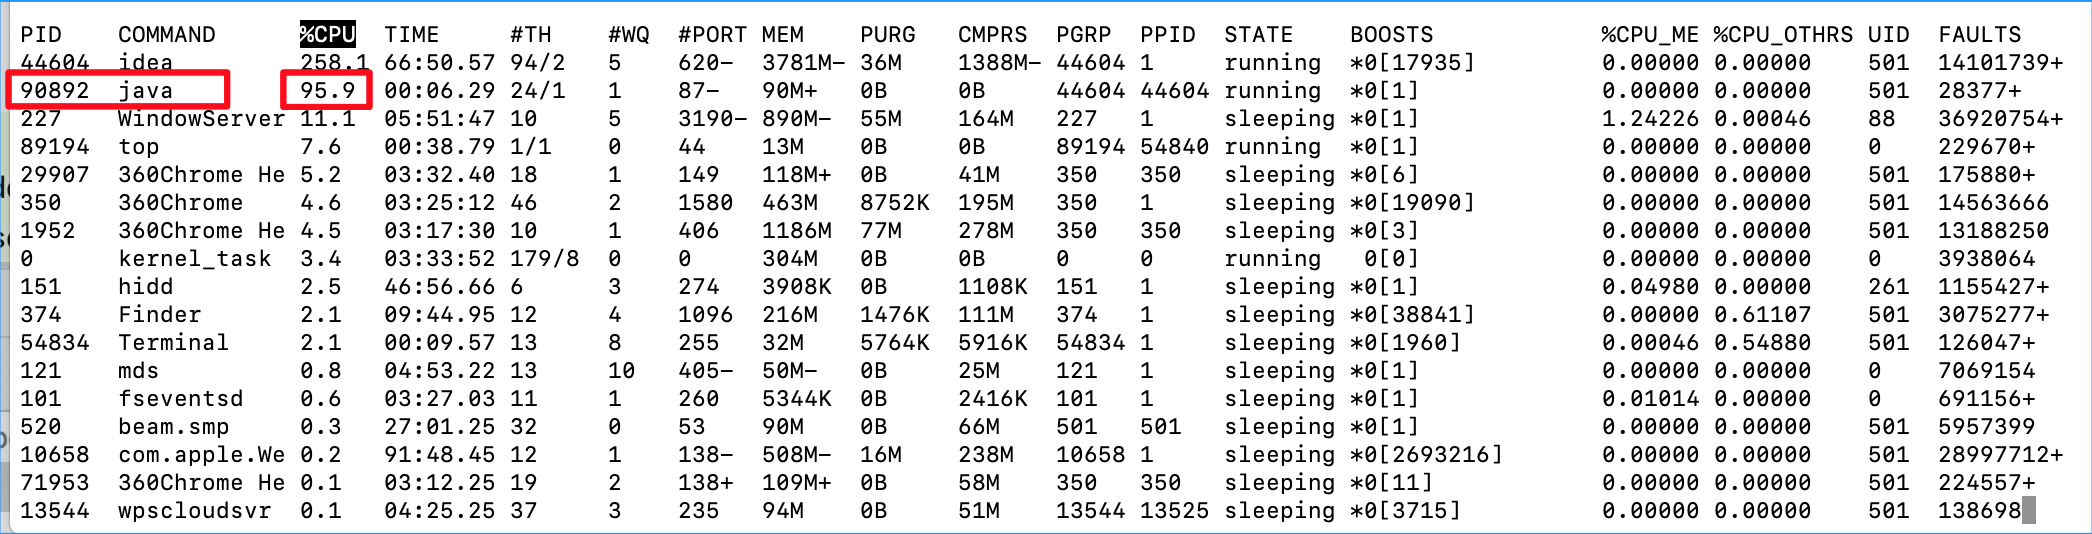 PID COMMAND %CPU TIME #TH #WQ #PORT MEM PURG CMPRS PGRP PPID STATE BOOSTS %CPU_ME %CPU_OTHRS UID FAULTS
44604 idea 258.1 66:50.57 94/2 5 620- 3781M- 36M 1388M- 44604 1 running *0[17935] 0.00000 0.00000 501 14101739+
90892 java 95.9 00:06.29 24/1 1 87- 90M+ 0B 0B 44604 44604 running *0[1] 0.00000 0.00000 501 28377+
227 WindowServer 11.1 05:51:47 10 5 3190- 890M- 55M 164M 227 1 sleeping *0[1] 1.24226 0.00046 88 36920754+
89194 top 7.6 00:38.79 1/1 0 44 13M 0B 0B 89194 54840 running *0[1] 0.00000 0.00000 0 229670+
29907 360Chrome He 5.2 03:32.40 18 1 149 118M+ 0B 41M 350 350 sleeping *0[6] 0.00000 0.00000 501 175880+
350 360Chrome 4.6 03:25:12 46 2 1580 463M 8752K 195M 350 1 sleeping *0[19090] 0.00000 0.00000 501 14563666
1952 360Chrome He 4.5 03:17:30 10 1 406 1186M 77M 278M 350 350 sleeping *0[3] 0.00000 0.00000 501 13188250
0 kernel_task 3.4 03:33:52 179/8 0 0 304M 0B 0B 0 0 running 0[0] 0.00000 0.00000 0 3938064
151 hidd 2.5 46:56.66 6 3 274 3908K 0B 1108K 151 1 sleeping *0[1] 0.04980 0.00000 261 1155427+
374 Finder 2.1 09:44.95 12 4 1096 216M 1476K 111M 374 1 sleeping *0[38841] 0.00000 0.61107 501 3075277+
54834 Terminal 2.1 00:09.57 13 8 255 32M 5764K 5916K 54834 1 sleeping *0[1960] 0.00046 0.54880 501 126047+
121 mds 0.8 04:53.22 13 10 405- 50M- 0B 25M 121 1 sleeping *0[1] 0.00000 0.00000 0 7069154
101 fseventsd 0.6 03:27.03 11 1 260 5344K 0B 2416K 101 1 sleeping *0[1] 0.01014 0.00000 0 691156+
520 beam.smp 0.3 27:01.25 32 0 53 90M 0B 66M 501 501 sleeping *0[1] 0.00000 0.00000 501 5957399
10658 com.apple.We 0.2 91:48.45 12 1 138- 508M- 16M 238M 10658 1 sleeping *0[2693216] 0.00000 0.00000 501 28997712+
71953 360Chrome He 0.1 03:12.25 19 2 138+ 109M+ 0B 58M 350 350 sleeping *0[11] 0.00000 0.00000 501 224557+
13544 wpscloudsvr 0.1 04:25.25 37 3 235 94M 0B 51M 13544 13525 sleeping *0[3715] 0.00000 0.00000 501 138698